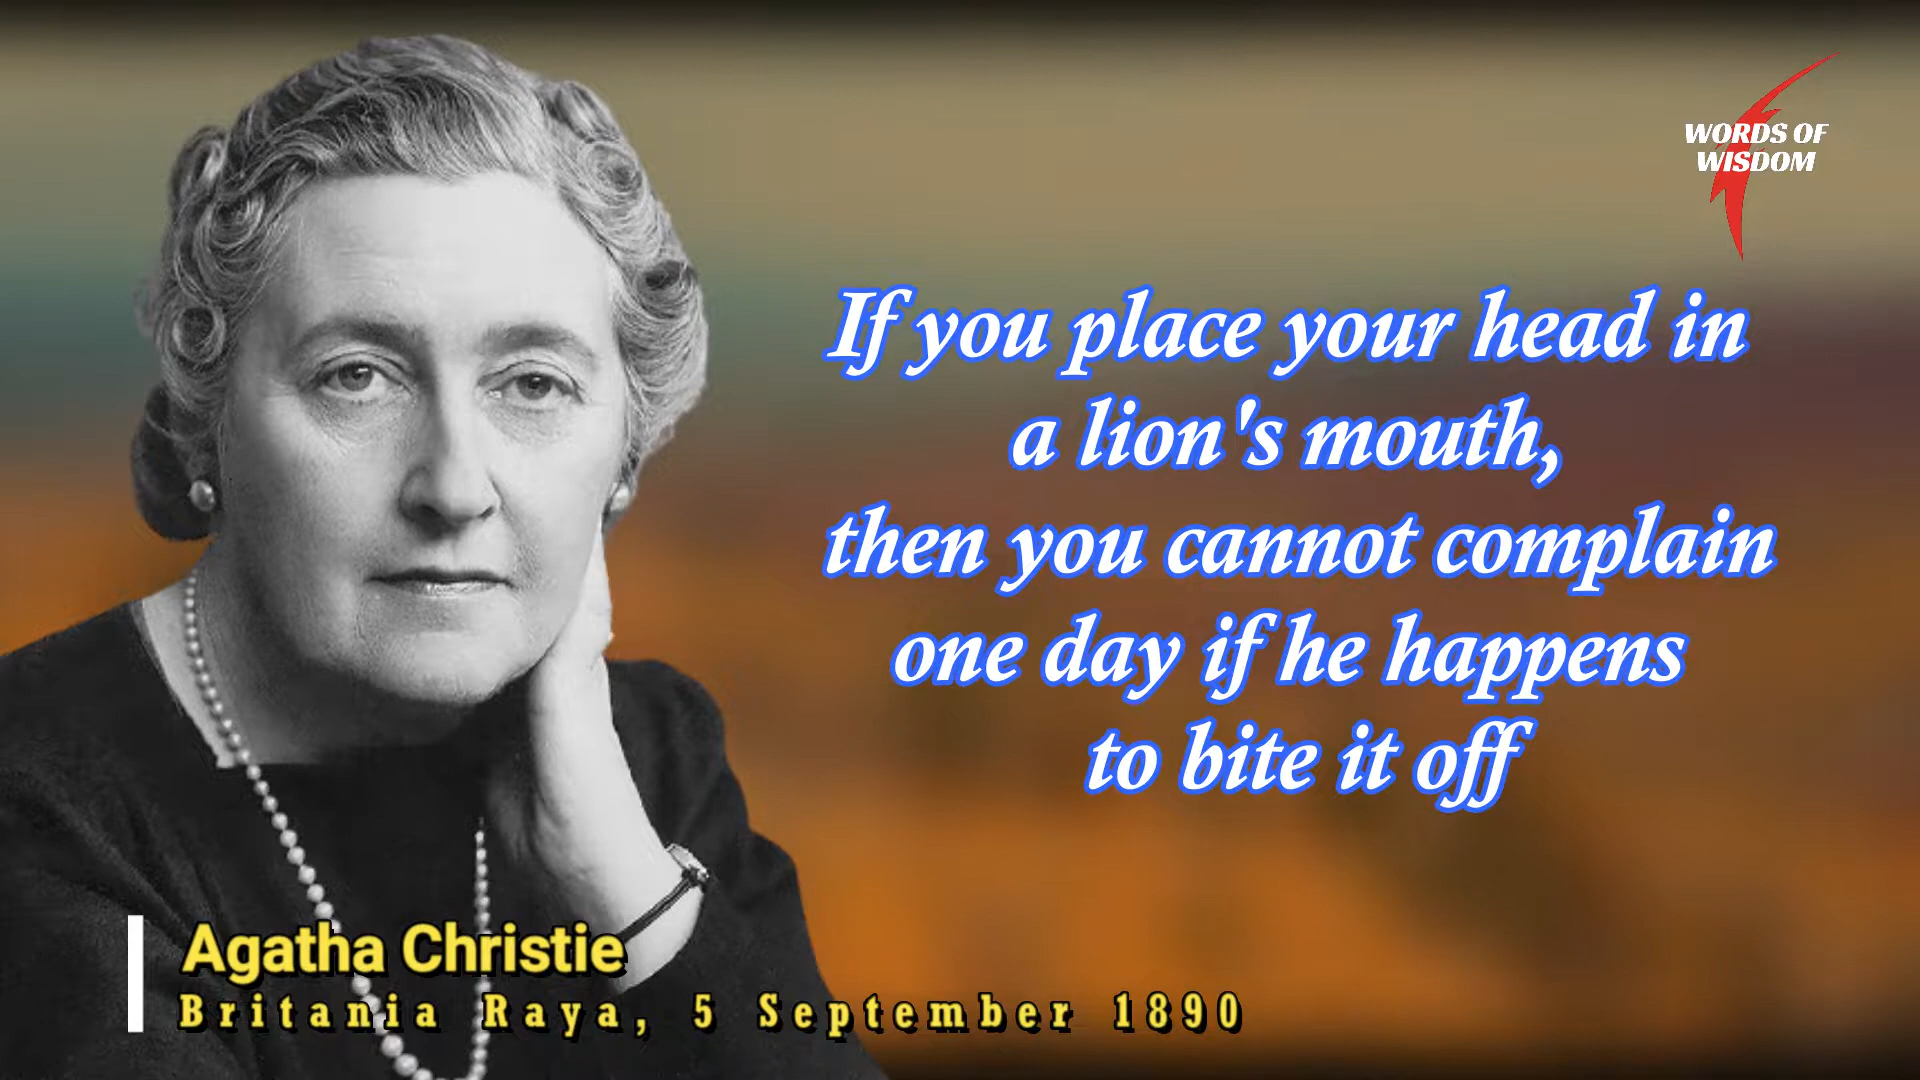 WORDS OF
WISDOM
If you place your head in
a lion's mouth,
then you cannot complain
one day if he happens
to bite it off
Agatha Christie
Britania Raya, 5 September 1890